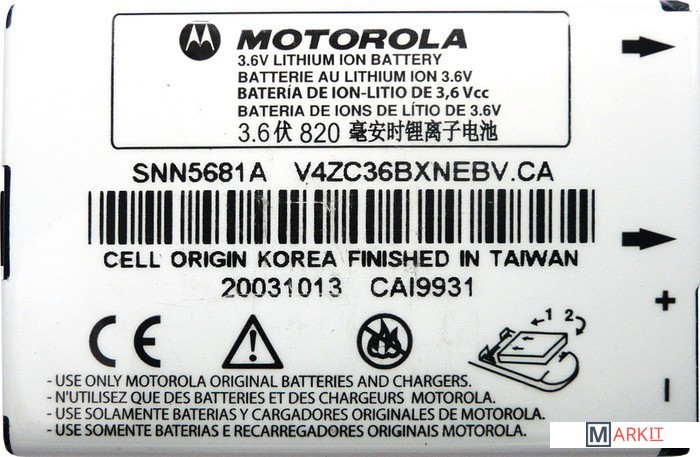 MOTOROLA
3.6V LITHIUM ION BATTERY
BATTERIE AU LITHIUM ION 3.6V
BATERÍA DE ION-LITIO DE 3,6 Vcc
BATERIA DE IONS DE LÍTIO DE 3.6V
3.6伏 820 毫安时锂离子电池
SNN5681A V4ZC36BXNEBV.CA
CELL ORIGIN KOREA FINISHED IN TAIWAN
20031013 CAI9931
CE
1 2
+
-
- USE ONLY MOTOROLA ORIGINAL BATTERIES AND CHARGERS.
- N'UTILISEZ QUE DES BATTERIES ET DES CHARGEURS MOTOROLA.
- USE SOLAMENTE BATERIAS Y CARGADORES ORIGINALES DE MOTOROLA.
- USE SOMENTE BATERIAS E CARREGADORES ORIGINAIS DA MOTOROLA.
MARKIT